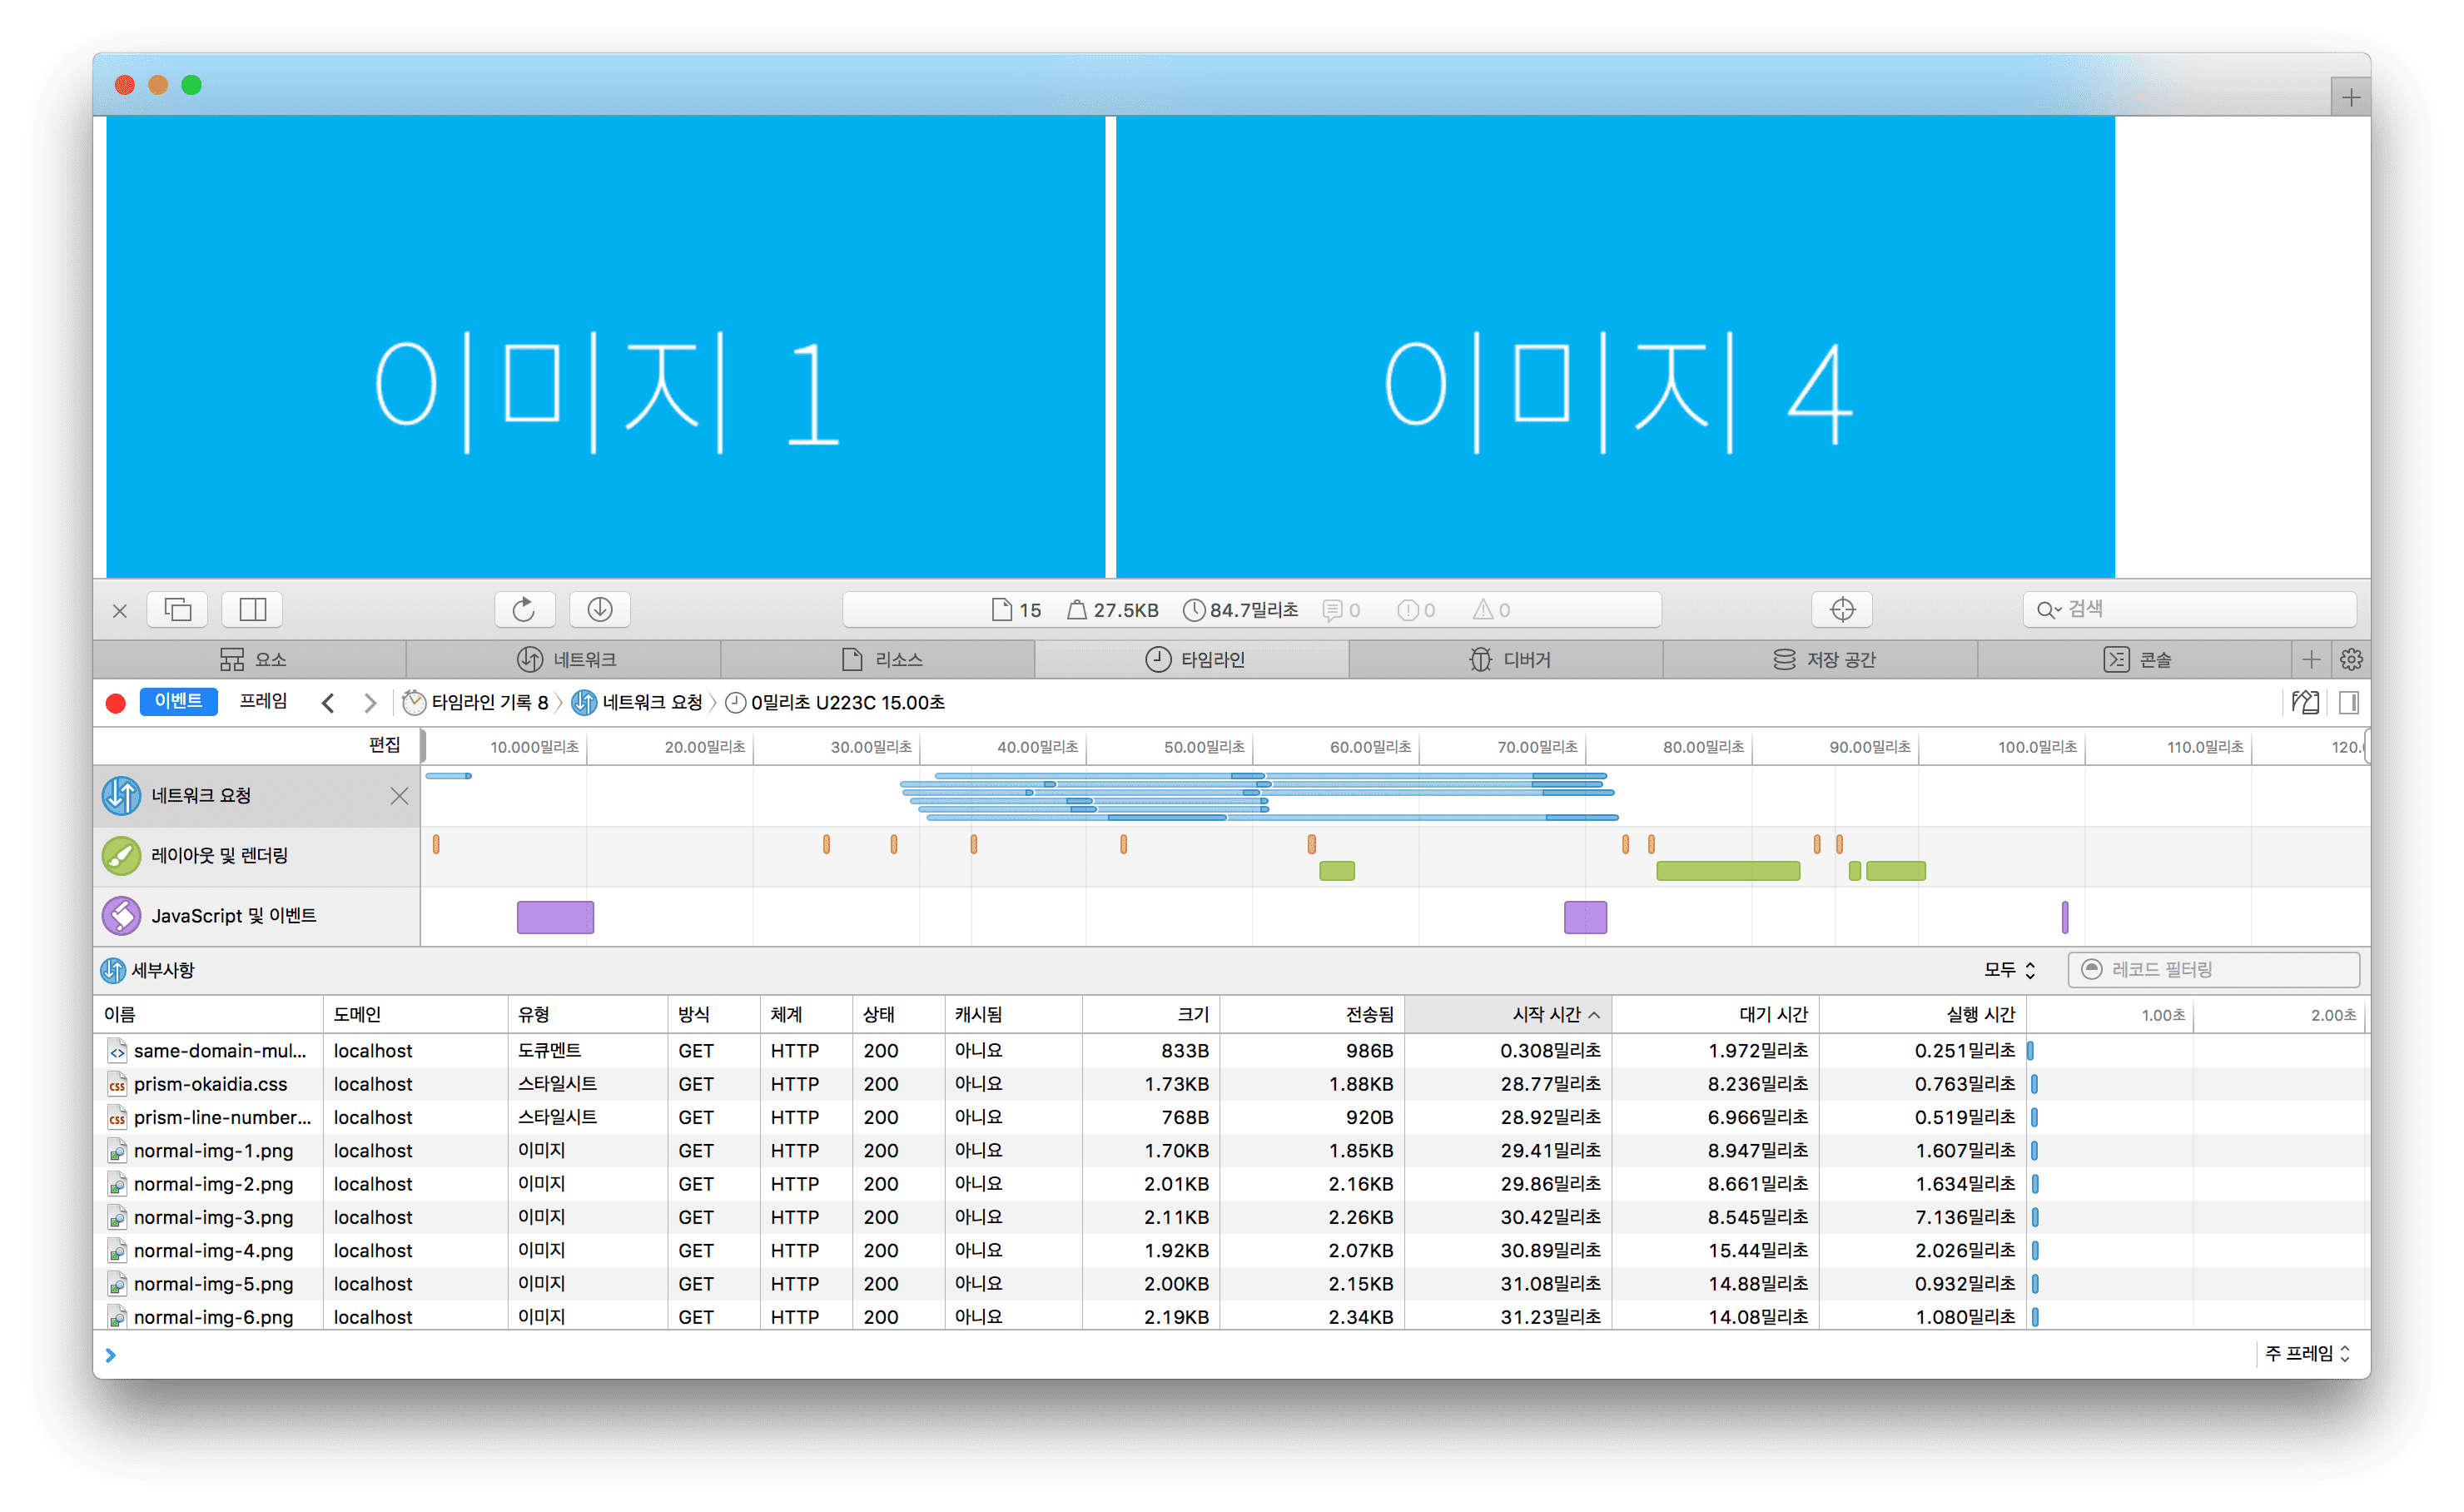 이미지 1
이미지 4
15 27.5KB 84.7밀리초 0 0 0
검색
요소 네트워크 리소스 타임라인 디버거 저장 공간 콘솔
이벤트 프레임 타임라인 기록 8 네트워크 요청 0밀리초 U223C 15.00초
편집 10.000밀리초 20.00밀리초 30.00밀리초 40.00밀리초 50.00밀리초 60.00밀리초 70.00밀리초 80.00밀리초 90.00밀리초 100.0밀리초 110.0밀리초 120.0
네트워크 요청
레이아웃 및 렌더링
JavaScript 및 이벤트
세부사항 모두 레코드 필터링
이름 도메인 유형 방식 체계 상태 캐시됨 크기 전송됨 시작 시간 대기 시간 실행 시간 1.00초 2.00초
same-domain-mul... localhost 도큐멘트 GET HTTP 200 아니요 833B 986B 0.308밀리초 1.972밀리초 0.251밀리초
prism-okaidia.css localhost 스타일시트 GET HTTP 200 아니요 1.73KB 1.88KB 28.77밀리초 8.236밀리초 0.763밀리초
prism-line-number... localhost 스타일시트 GET HTTP 200 아니요 768B 920B 28.92밀리초 6.966밀리초 0.519밀리초
normal-img-1.png localhost 이미지 GET HTTP 200 아니요 1.70KB 1.85KB 29.41밀리초 8.947밀리초 1.607밀리초
normal-img-2.png localhost 이미지 GET HTTP 200 아니요 2.01KB 2.16KB 29.86밀리초 8.661밀리초 1.634밀리초
normal-img-3.png localhost 이미지 GET HTTP 200 아니요 2.11KB 2.26KB 30.42밀리초 8.545밀리초 7.136밀리초
normal-img-4.png localhost 이미지 GET HTTP 200 아니요 1.92KB 2.07KB 30.89밀리초 15.44밀리초 2.026밀리초
normal-img-5.png localhost 이미지 GET HTTP 200 아니요 2.00KB 2.15KB 31.08밀리초 14.88밀리초 0.932밀리초
normal-img-6.png localhost 이미지 GET HTTP 200 아니요 2.19KB 2.34KB 31.23밀리초 14.08밀리초 1.080밀리초
주 프레임